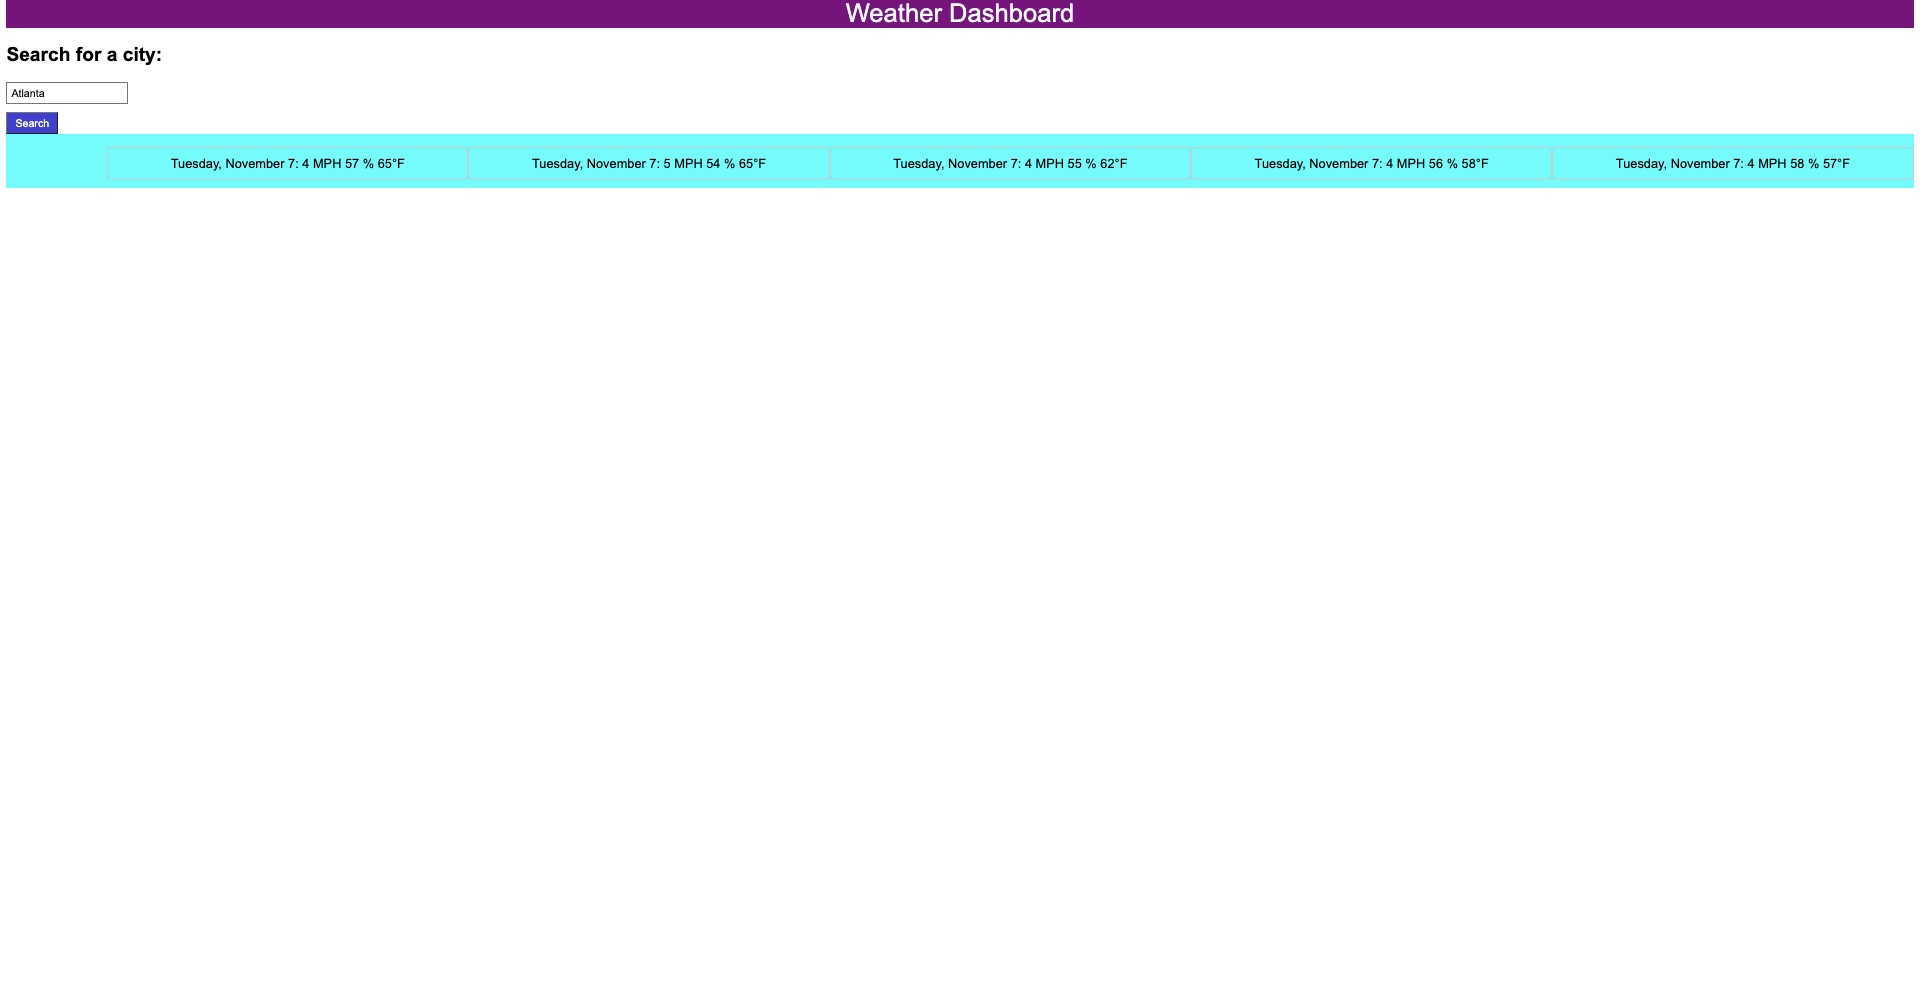 Weather Dashboard
Search for a city:
Atlanta
Search
Tuesday, November 7: 4 MPH 57 % 65°F
Tuesday, November 7: 5 MPH 54 % 65°F
Tuesday, November 7: 4 MPH 55 % 62°F
Tuesday, November 7: 4 MPH 56 % 58°F
Tuesday, November 7: 4 MPH 58 % 57°F